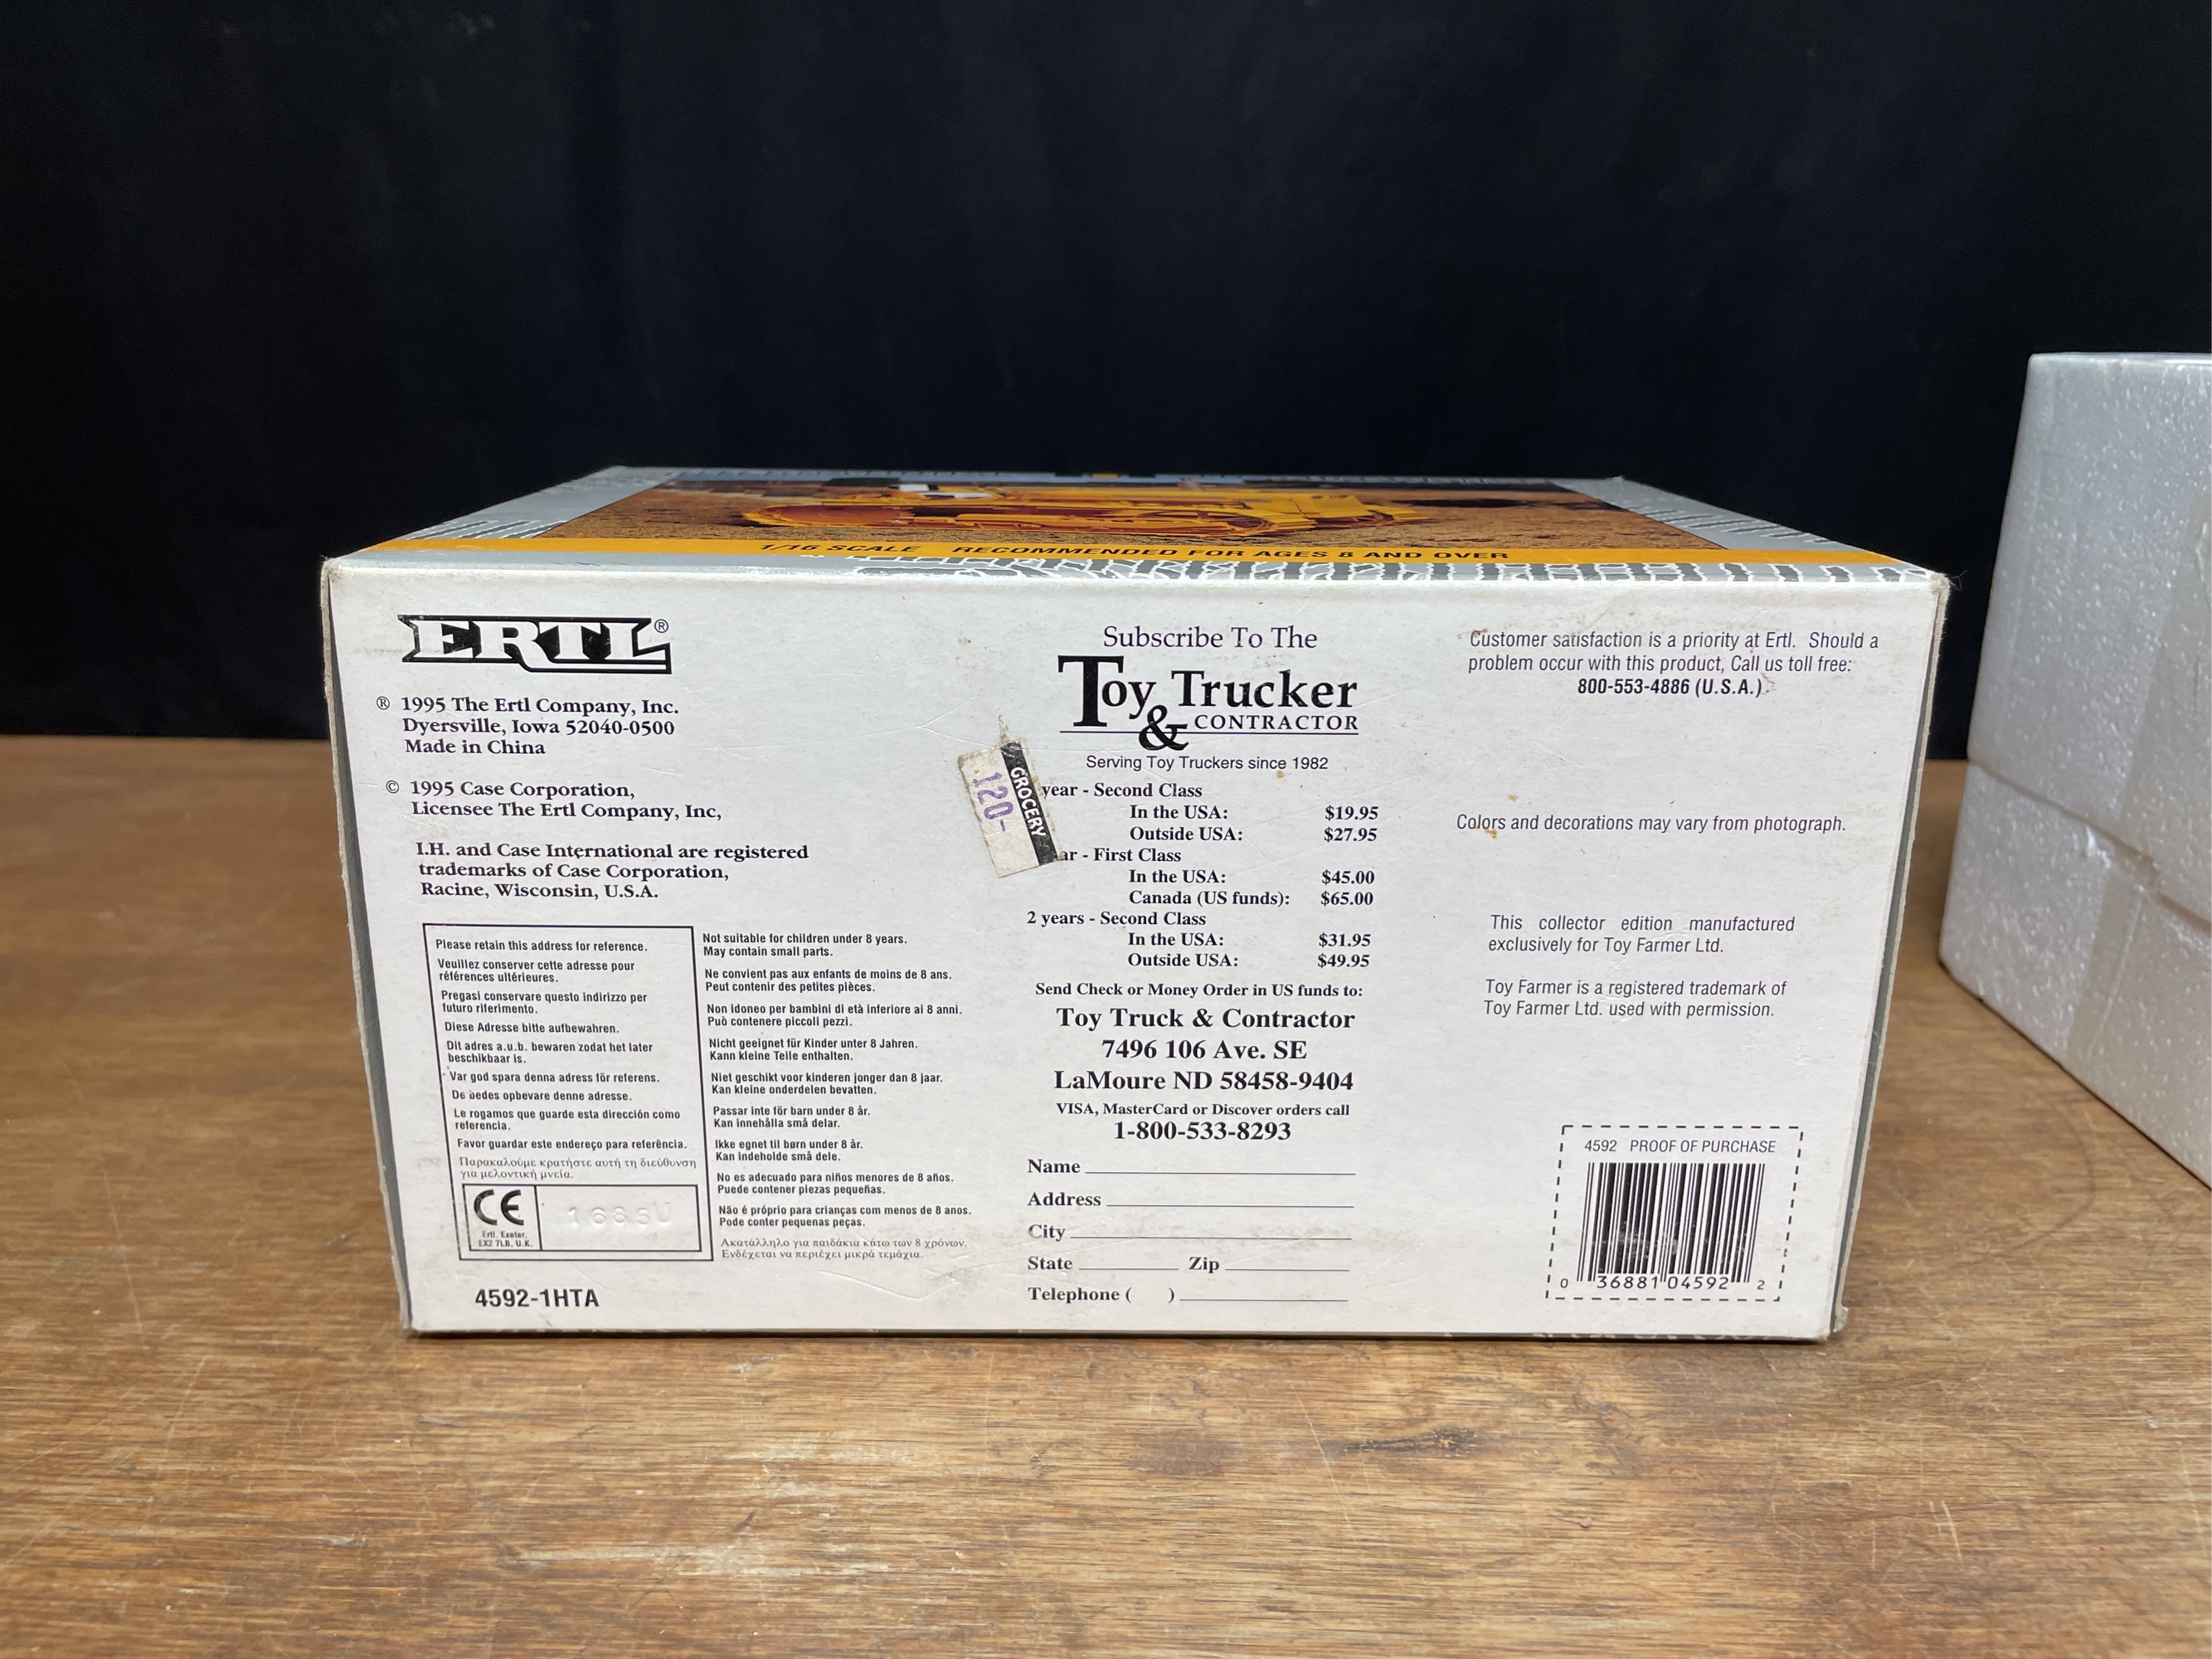 1/16 SCALE RECOMMENDED FOR AGES 8 AND OVER
ERTL®
® 1995 The Ertl Company, Inc.
Dyersville, Iowa 52040-0500
Made in China
© 1995 Case Corporation,
Licensee The Ertl Company, Inc,
I.H. and Case International are registered
trademarks of Case Corporation,
Racine, Wisconsin, U.S.A.
Please retain this address for reference.
Veuillez conserver cette adresse pour
références ultérieures.
Pregasi conservare questo indirizzo per
futuro riferimento.
Diese Adresse bitte aufbewahren.
Dit adres a.u.b. bewaren zodat het later
beschikbaar is.
Var god spara denna adress för referens.
De bedes opbevare denne adresse.
Le rogamos que guarde esta dirección como
referencia.
Favor guardar este endereço para referência.
Παρακαλούμε κρατήστε αυτή τη διεύθυνση
για μελοντική μνεία.
CE
Ertl. Exeter,
EX2 7LB, U.K.
4592-1HTA
Not suitable for children under 8 years.
May contain small parts.
Ne convient pas aux enfants de moins de 8 ans.
Peut contenir des petites pièces.
Non idoneo per bambini di età inferiore ai 8 anni.
Può contenere piccoli pezzi.
Nicht geeignet für Kinder unter 8 Jahren.
Kann kleine Teile enthalten.
Niet geschikt voor kinderen jonger dan 8 jaar.
Kan kleine onderdelen bevatten.
Passar inte för barn under 8 år.
Kan innehålla små delar.
Ikke egnet til børn under 8 år.
Kan indeholde små dele.
No es adecuado para niños menores de 8 años.
Puede contener piezas pequeñas.
Não é próprio para crianças com menos de 8 anos.
Pode conter pequenas peças.
Ακατάλληλο για παιδάκια κάτω των 8 χρόνων.
Ενδέχεται να περιέχει μικρά τεμάχια.
GROCERY
120-
Subscribe To The
Toy Trucker
& CONTRACTOR
Serving Toy Truckers since 1982
year - Second Class
In the USA: $19.95
Outside USA: $27.95
ar - First Class
In the USA: $45.00
Canada (US funds): $65.00
2 years - Second Class
In the USA: $31.95
Outside USA: $49.95
Send Check or Money Order in US funds to:
Toy Truck & Contractor
7496 106 Ave. SE
LaMoure ND 58458-9404
VISA, MasterCard or Discover orders call
1-800-533-8293
Name
Address
City
State Zip
Telephone ( )
Customer satisfaction is a priority at Ertl. Should a
problem occur with this product, Call us toll free:
800-553-4886 (U.S.A.)
Colors and decorations may vary from photograph.
This collector edition manufactured
exclusively for Toy Farmer Ltd.
Toy Farmer is a registered trademark of
Toy Farmer Ltd. used with permission.
4592 PROOF OF PURCHASE
0 36881 04592 2